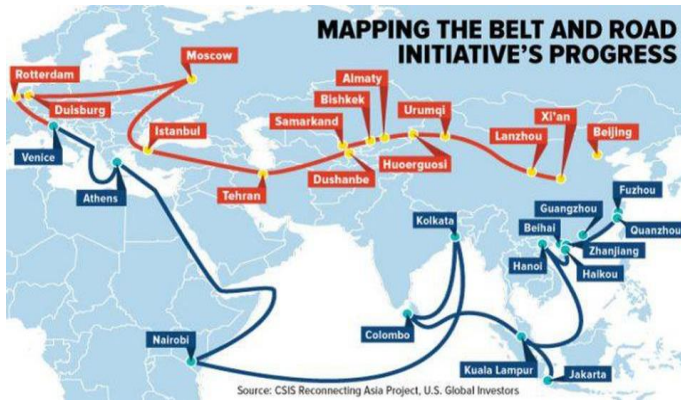 MAPPING THE BELT AND ROAD
INITIATIVE'S PROGRESS
Moscow
Rotterdam
Duisburg
Almaty
Bishkek
Urumqi
Xi'an
Samarkand
Istanbul
Lanzhou
Beijing
Venice
Huoerguosi
Dushanbe
Tehran
Athens
Fuzhou
Guangzhou
Kolkata
Beihai
Quanzhou
Zhanjiang
Hanoi
Haikou
Nairobi
Colombo
Kuala Lampur
Jakarta
Source: CSIS Reconnecting Asia Project, U.S. Global Investors